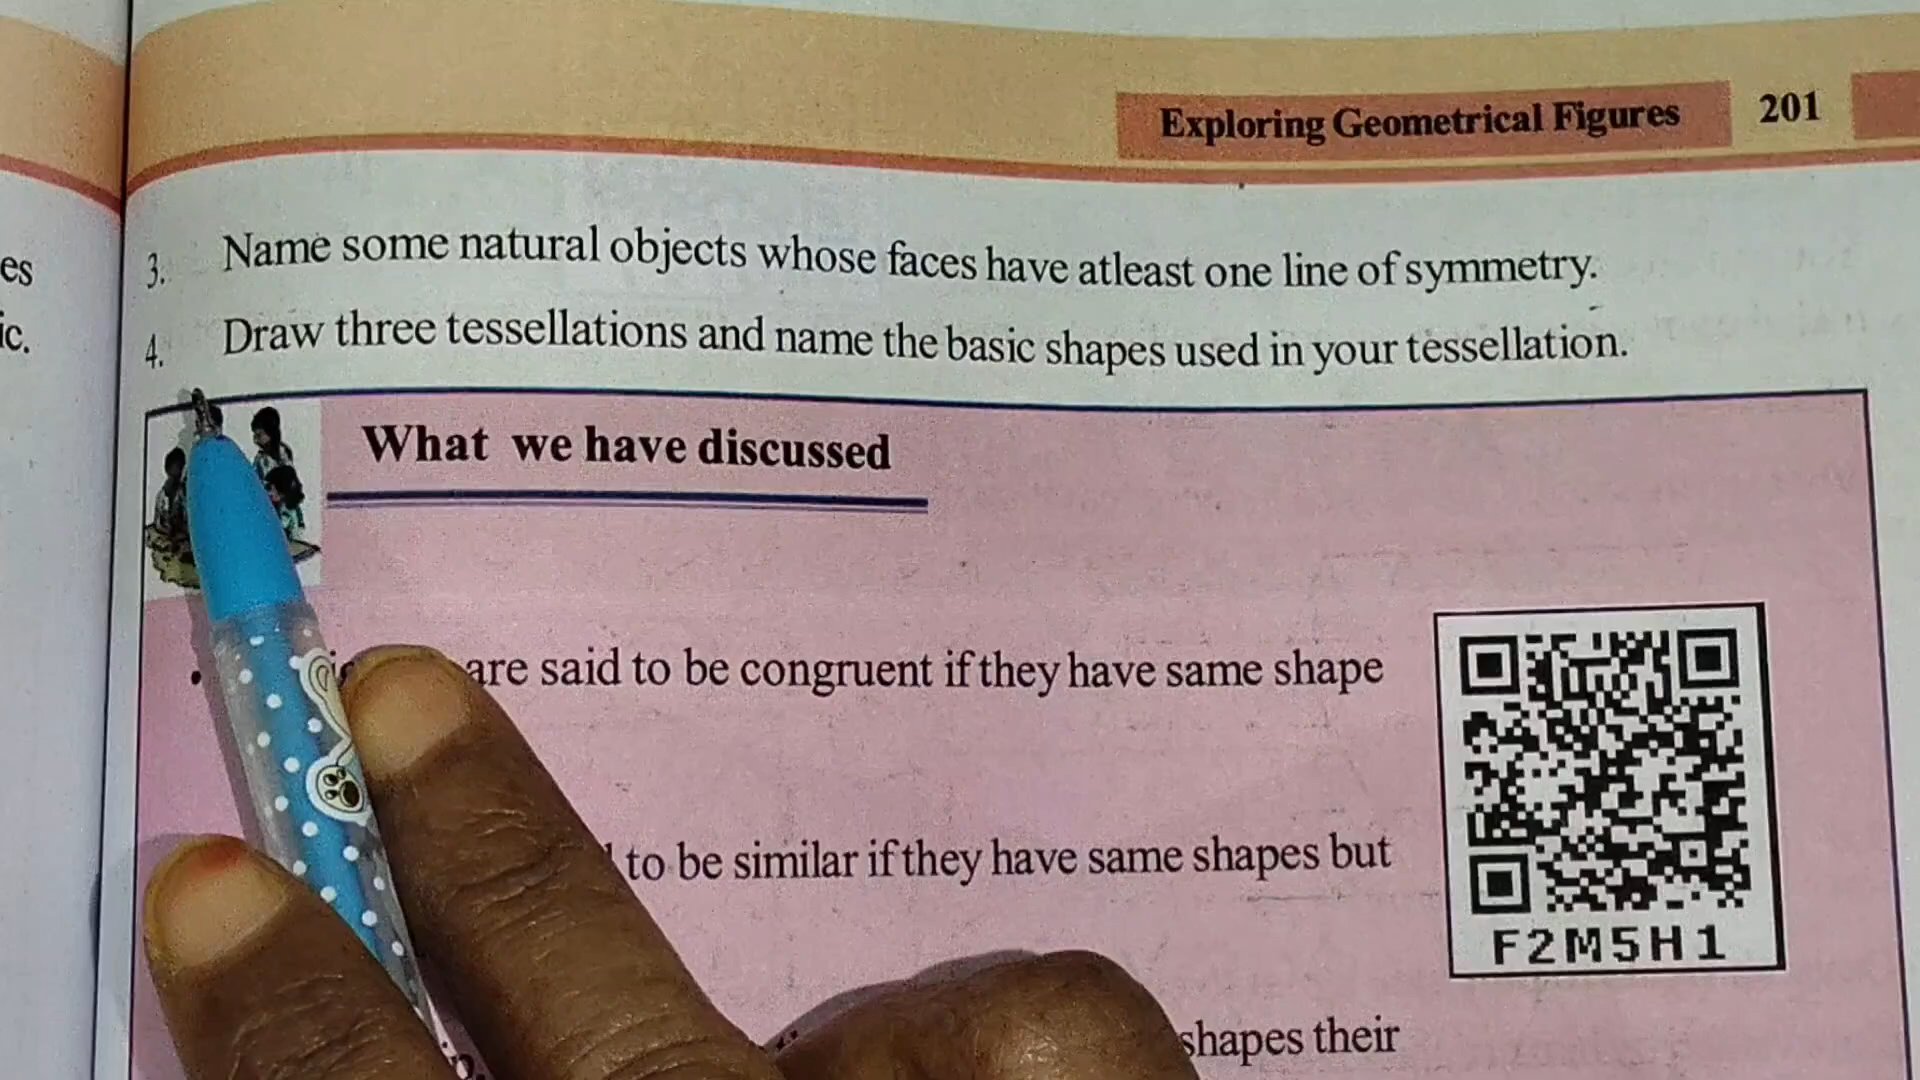 Exploring Geometrical Figures 201
es
ic.
3. Name some natural objects whose faces have atleast one line of symmetry.
4. Draw three tessellations and name the basic shapes used in your tessellation.
What we have discussed
• are said to be congruent if they have same shape
to be similar if they have same shapes but
F2M5H1
shapes their